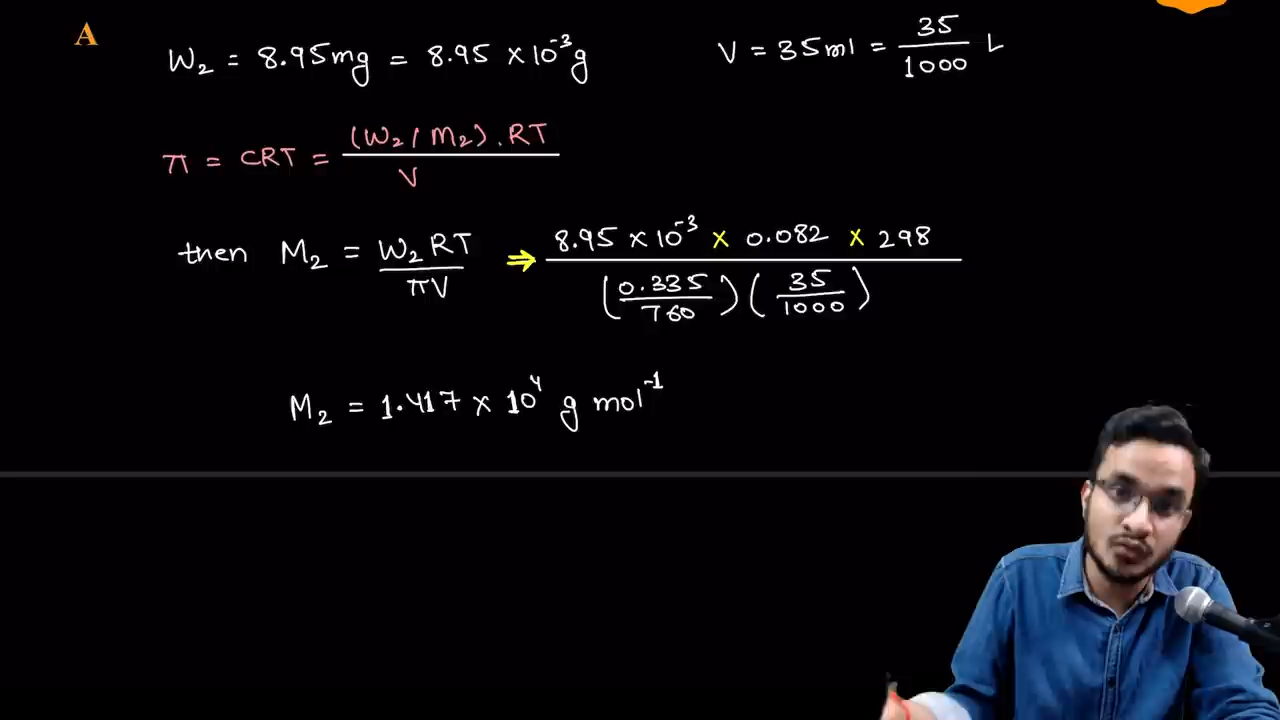 A
W₂ = 8.95mg = 8.95 × 10⁻³g    V = 35ml = 35/1000 L
π = CRT = (W₂/M₂).RT / V
then M₂ = W₂RT / πV ⇒ 8.95 × 10⁻³ × 0.082 × 298 / (0.335/760)(35/1000)
M₂ = 1.417 × 10⁴ g mol⁻¹